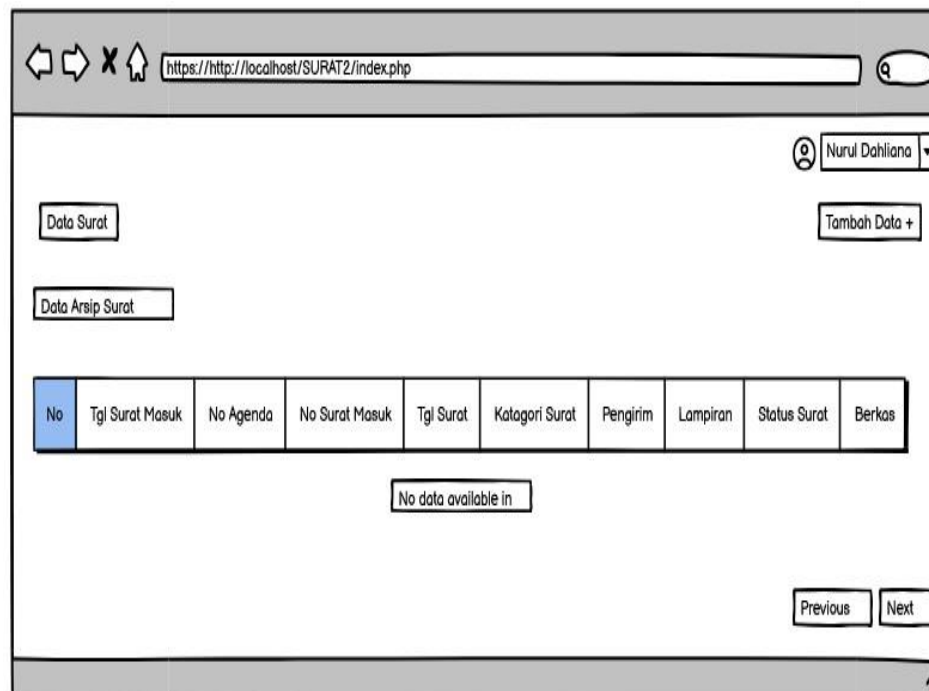 https://http://localhost/SURAT2/index.php
Nurul Dahliana
Data Surat
Tambah Data +
Data Arsip Surat
No Tgl Surat Masuk No Agenda No Surat Masuk Tgl Surat Katagori Surat Pengirim Lampiran Status Surat Berkas
No data available in
Previous Next